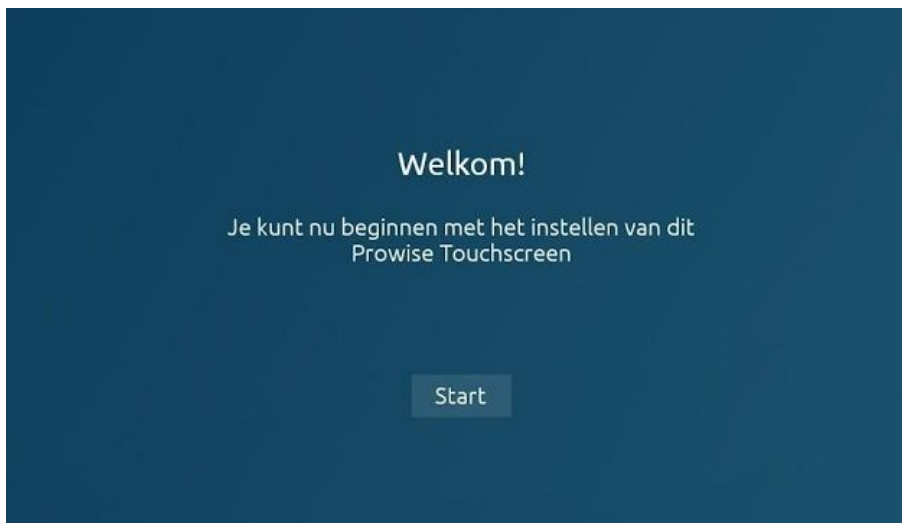 Welkom!
Je kunt nu beginnen met het instellen van dit
Prowise Touchscreen
Start